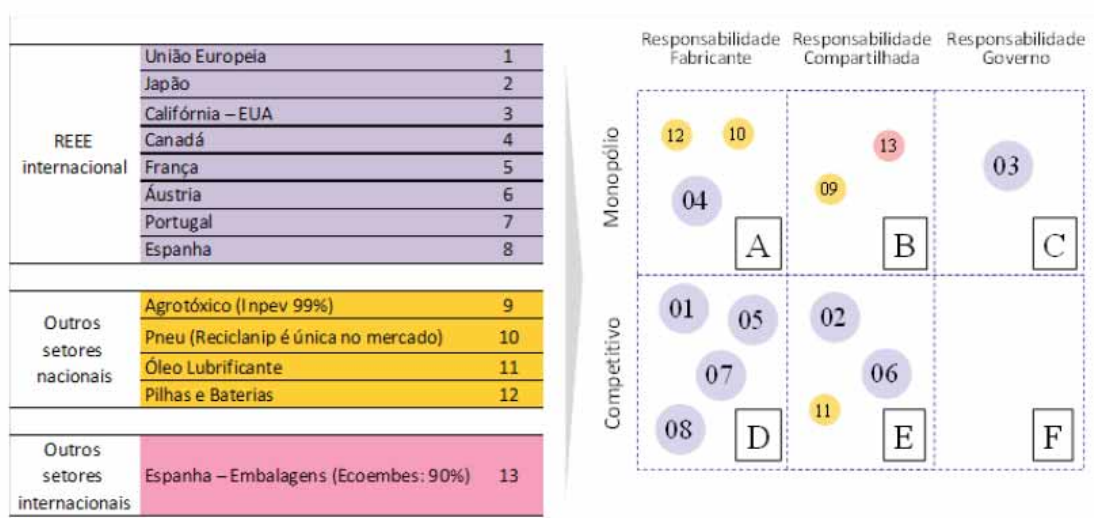 REEE
internacional
União Europeia 1
Japão 2
Califórnia – EUA 3
Canadá 4
França 5
Áustria 6
Portugal 7
Espanha 8
Outros
setores
nacionais
Agrotóxico (Inpev 99%) 9
Pneu (Reciclanip é única no mercado) 10
Óleo Lubrificante 11
Pilhas e Baterias 12
Outros
setores
internacionais
Espanha – Embalagens (Ecoembes: 90%) 13
Responsabilidade
Fabricante
Responsabilidade
Compartilhada
Responsabilidade
Governo
Monopólio
12 10
04
A
13
09
B
03
C
Competitivo
01
05
07
08
D
02
06
11
E
F